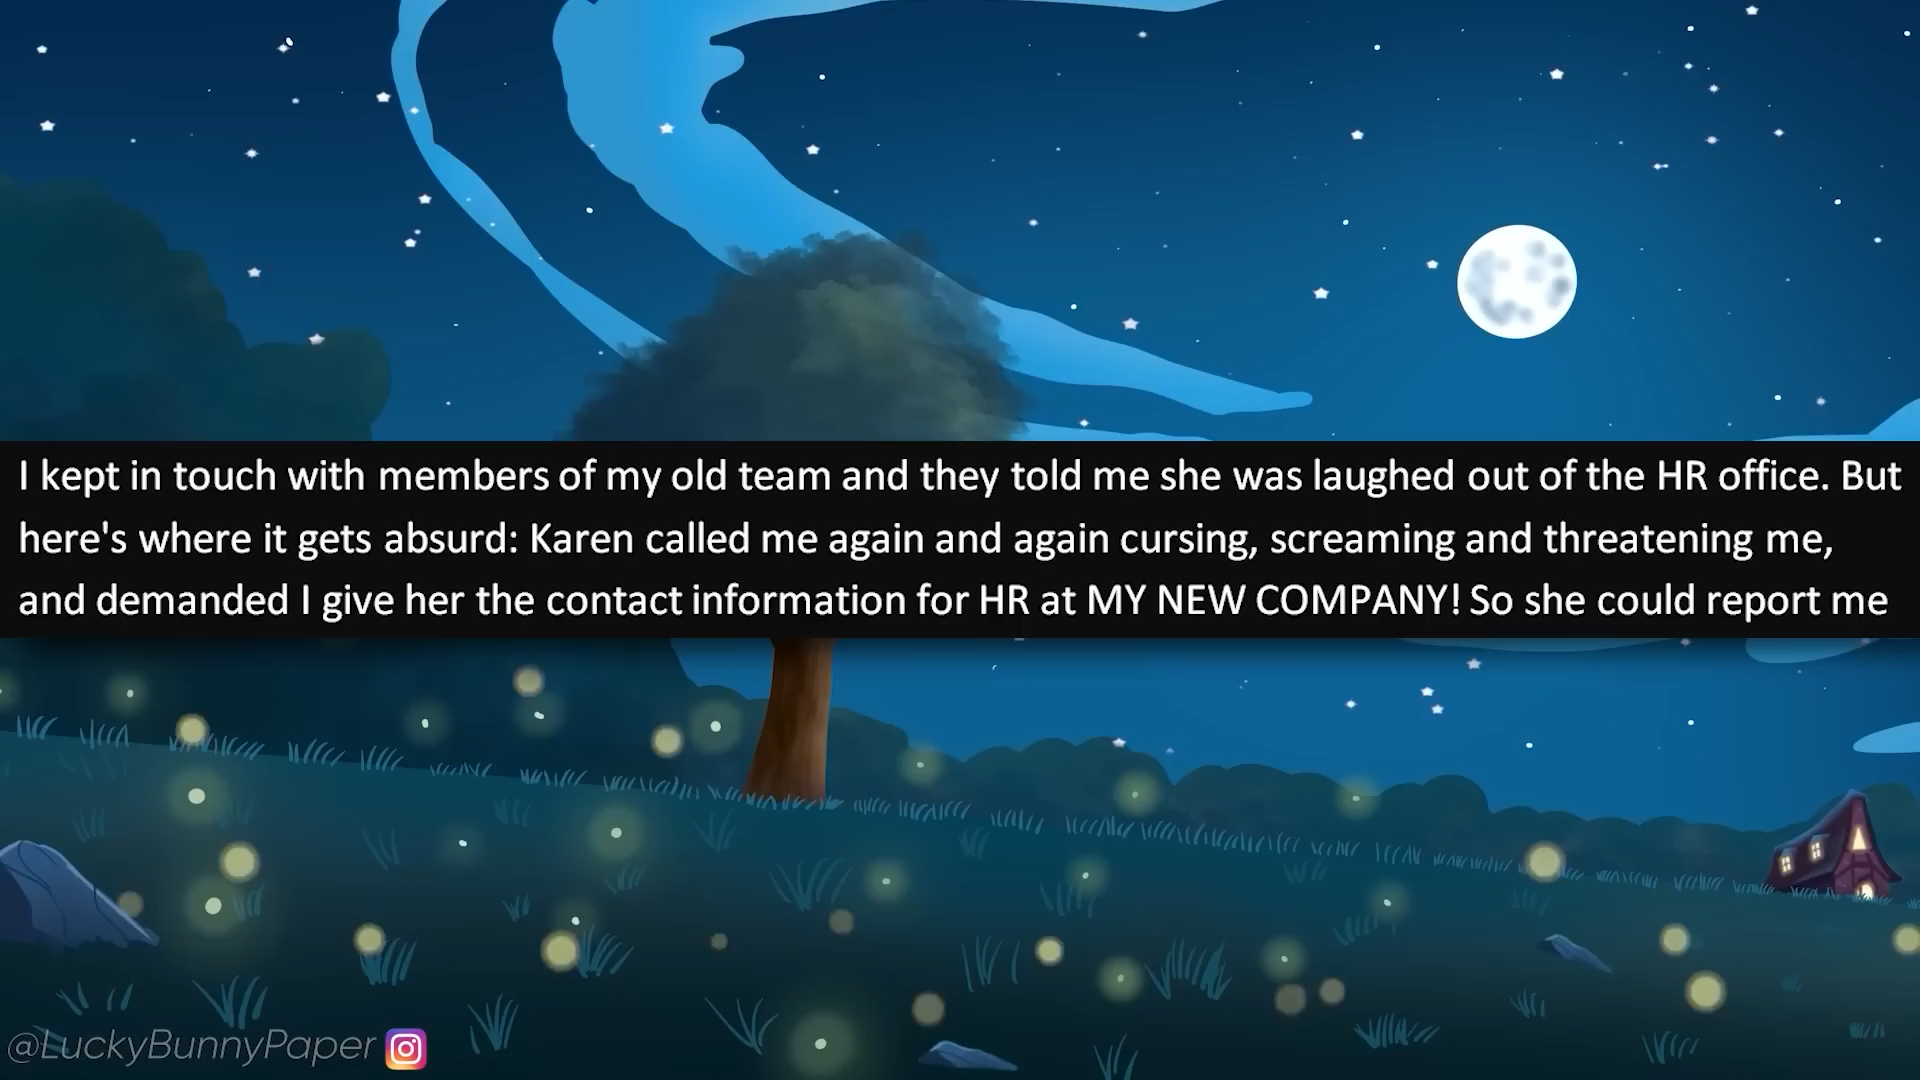 I kept in touch with members of my old team and they told me she was laughed out of the HR office. But
here's where it gets absurd: Karen called me again and again cursing, screaming and threatening me,
and demanded I give her the contact information for HR at MY NEW COMPANY! So she could report me
@LuckyBunnyPaper